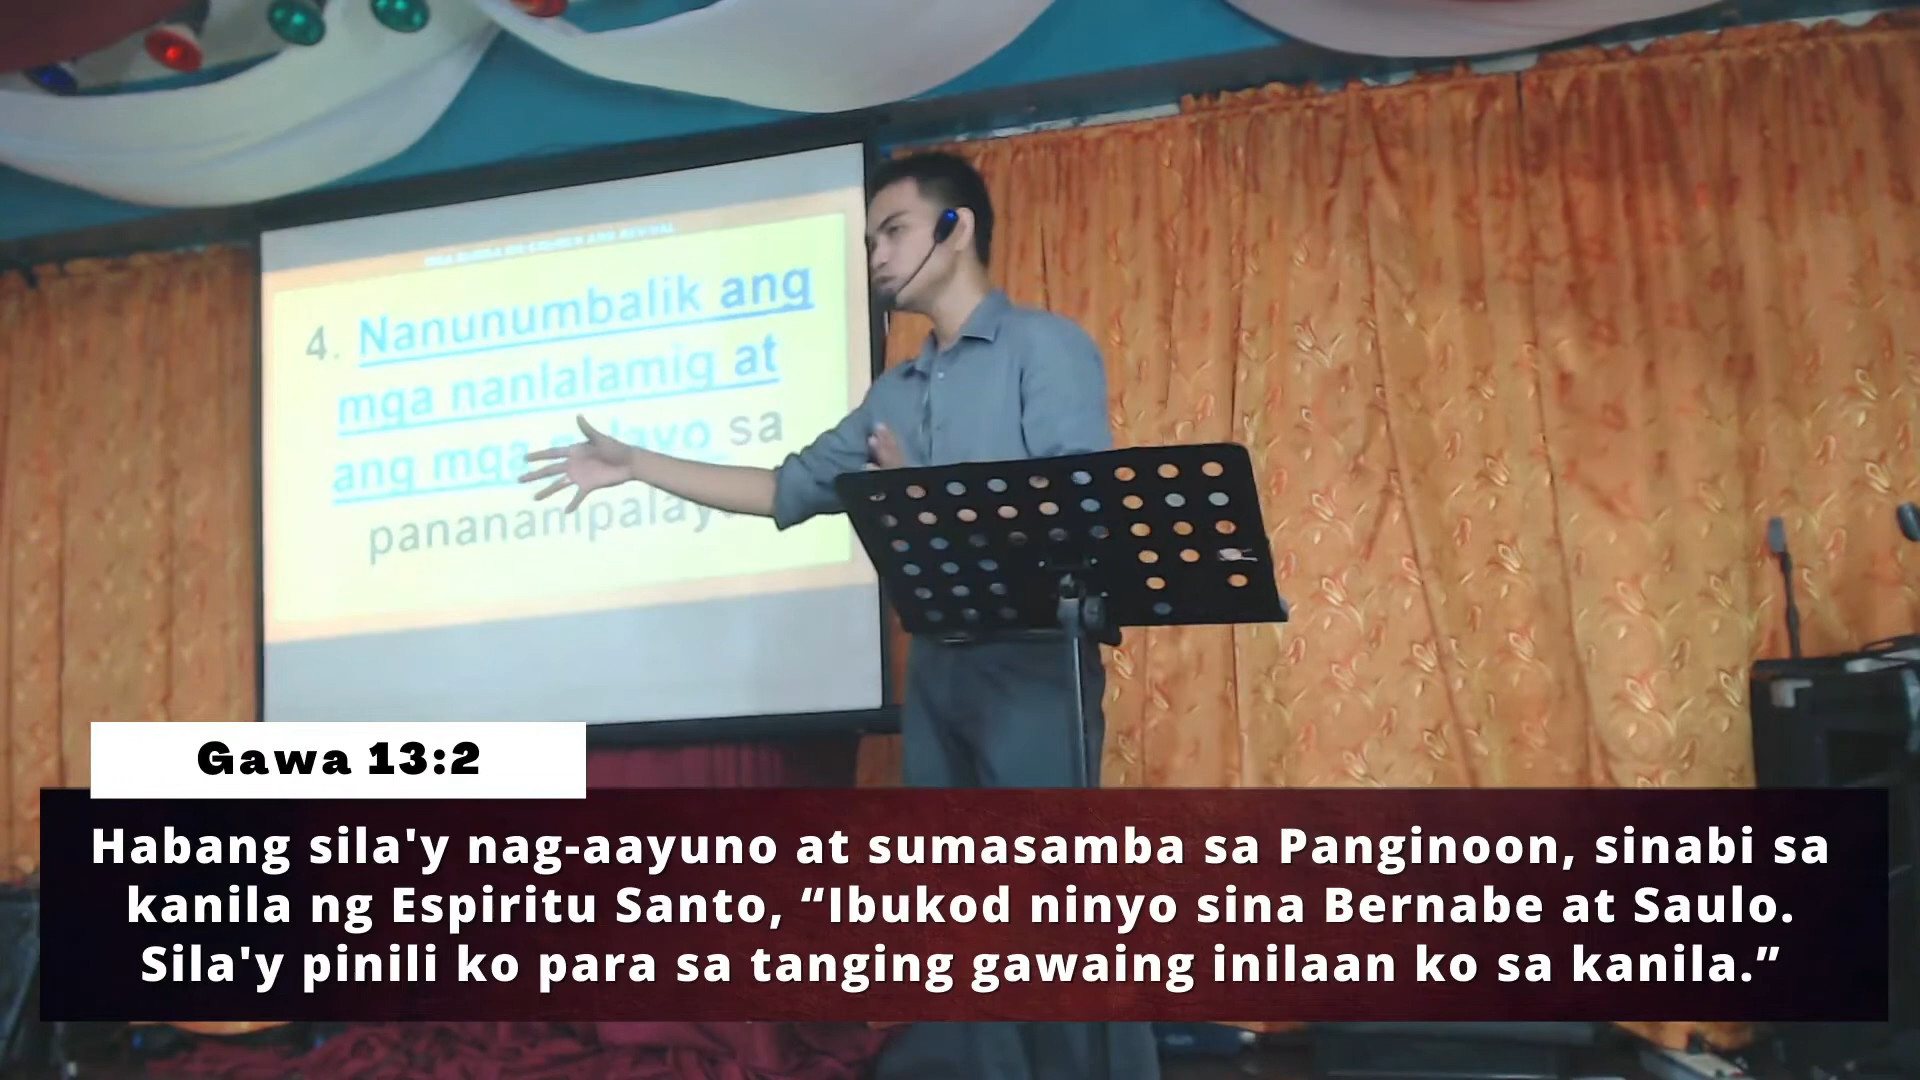 4. Nanunumbalik ang
mga nanlalamig at
ang mga sa
Gawa 13:2
Habang sila'y nag-aayuno at sumasamba sa Panginoon, sinabi sa
kanila ng Espiritu Santo, “Ibukod ninyo sina Bernabe at Saulo.
Sila'y pinili ko para sa tanging gawaing inilaan ko sa kanila.”